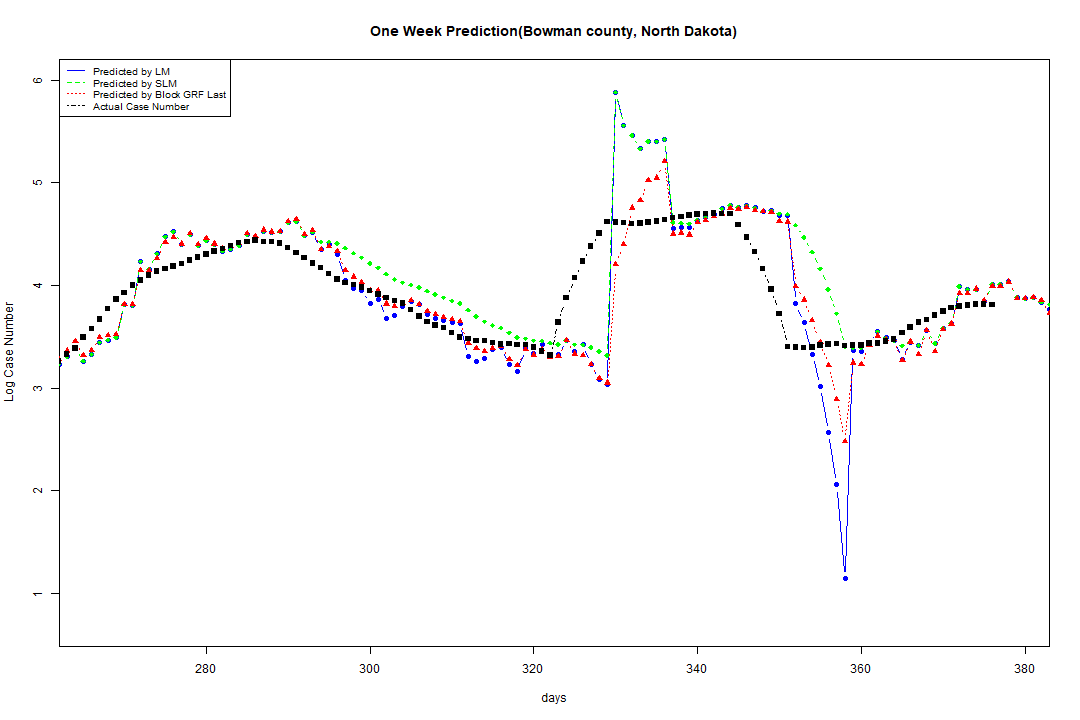 One Week Prediction(Bowman county, North Dakota)
Predicted by LM
Predicted by SLM
Predicted by Block GRF Last
Actual Case Number
6
5
4
3
2
1
Log Case Number
280 300 320 340 360 380
days